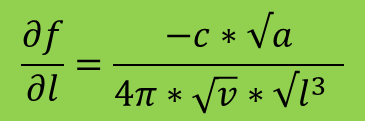 ∂f/∂l = (−c * √a) / (4π * √v * √l³)